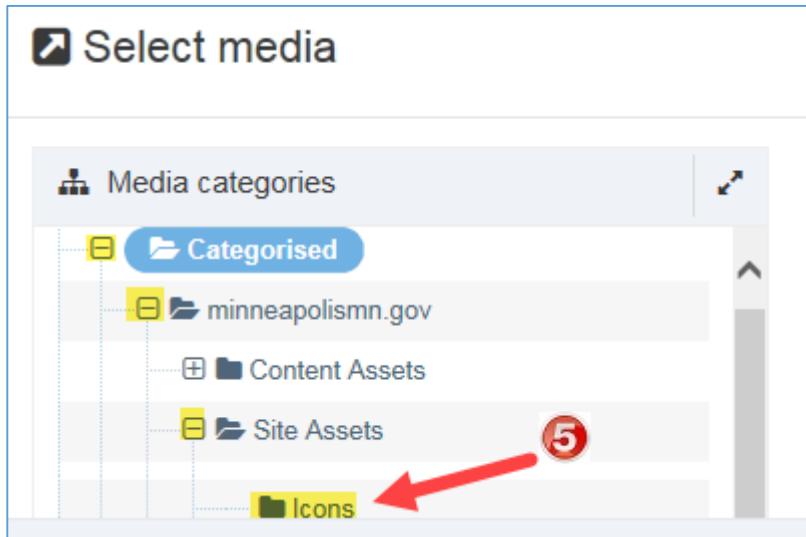 Select media
Media categories
Categorised
minneapolismn.gov
Content Assets
Site Assets
5
Icons